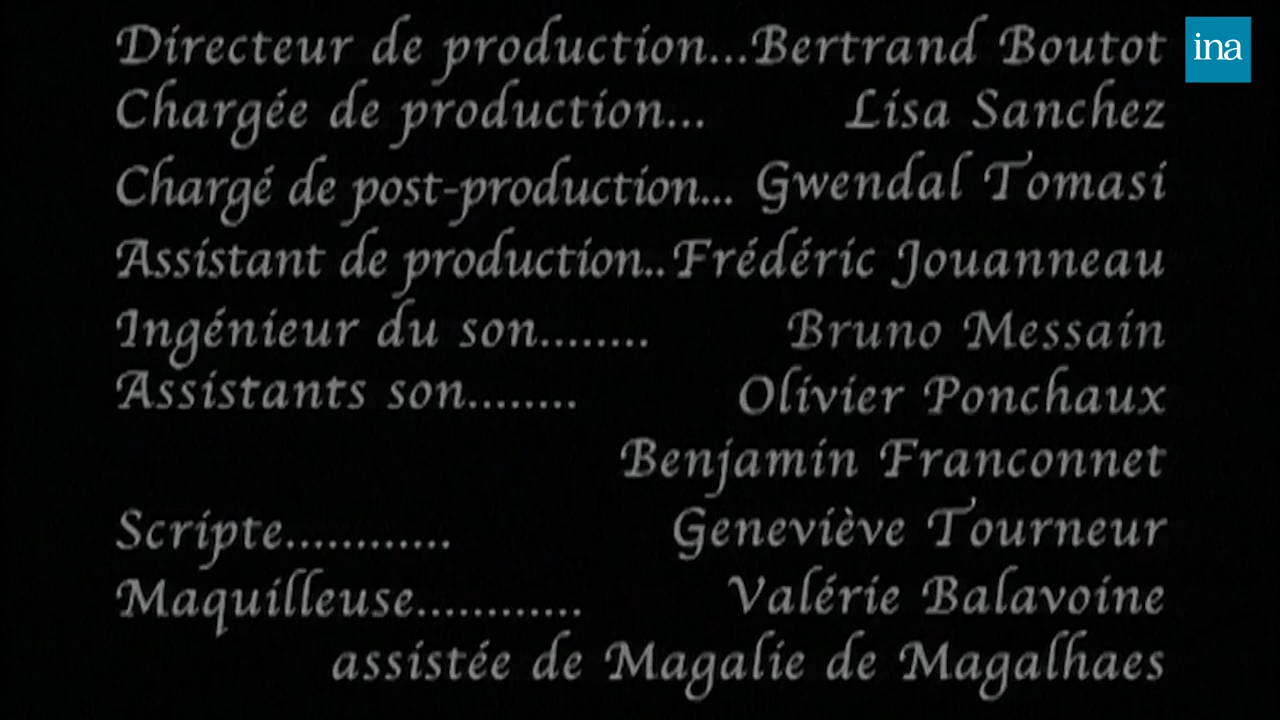 Directeur de production...Bertrand Boutot
ina
Chargée de production... Lisa Sanchez
Chargé de post-production... Gwendal Tomasi
Assistant de production..Frédéric Jouanneau
Ingénieur du son........ Bruno Messain
Assistants son........ Olivier Ponchaux
Benjamin Franconnet
Scripte............ Geneviève Tourneur
Maquilleuse............ Valérie Balavoine
assistée de Magalie de Magalhaes